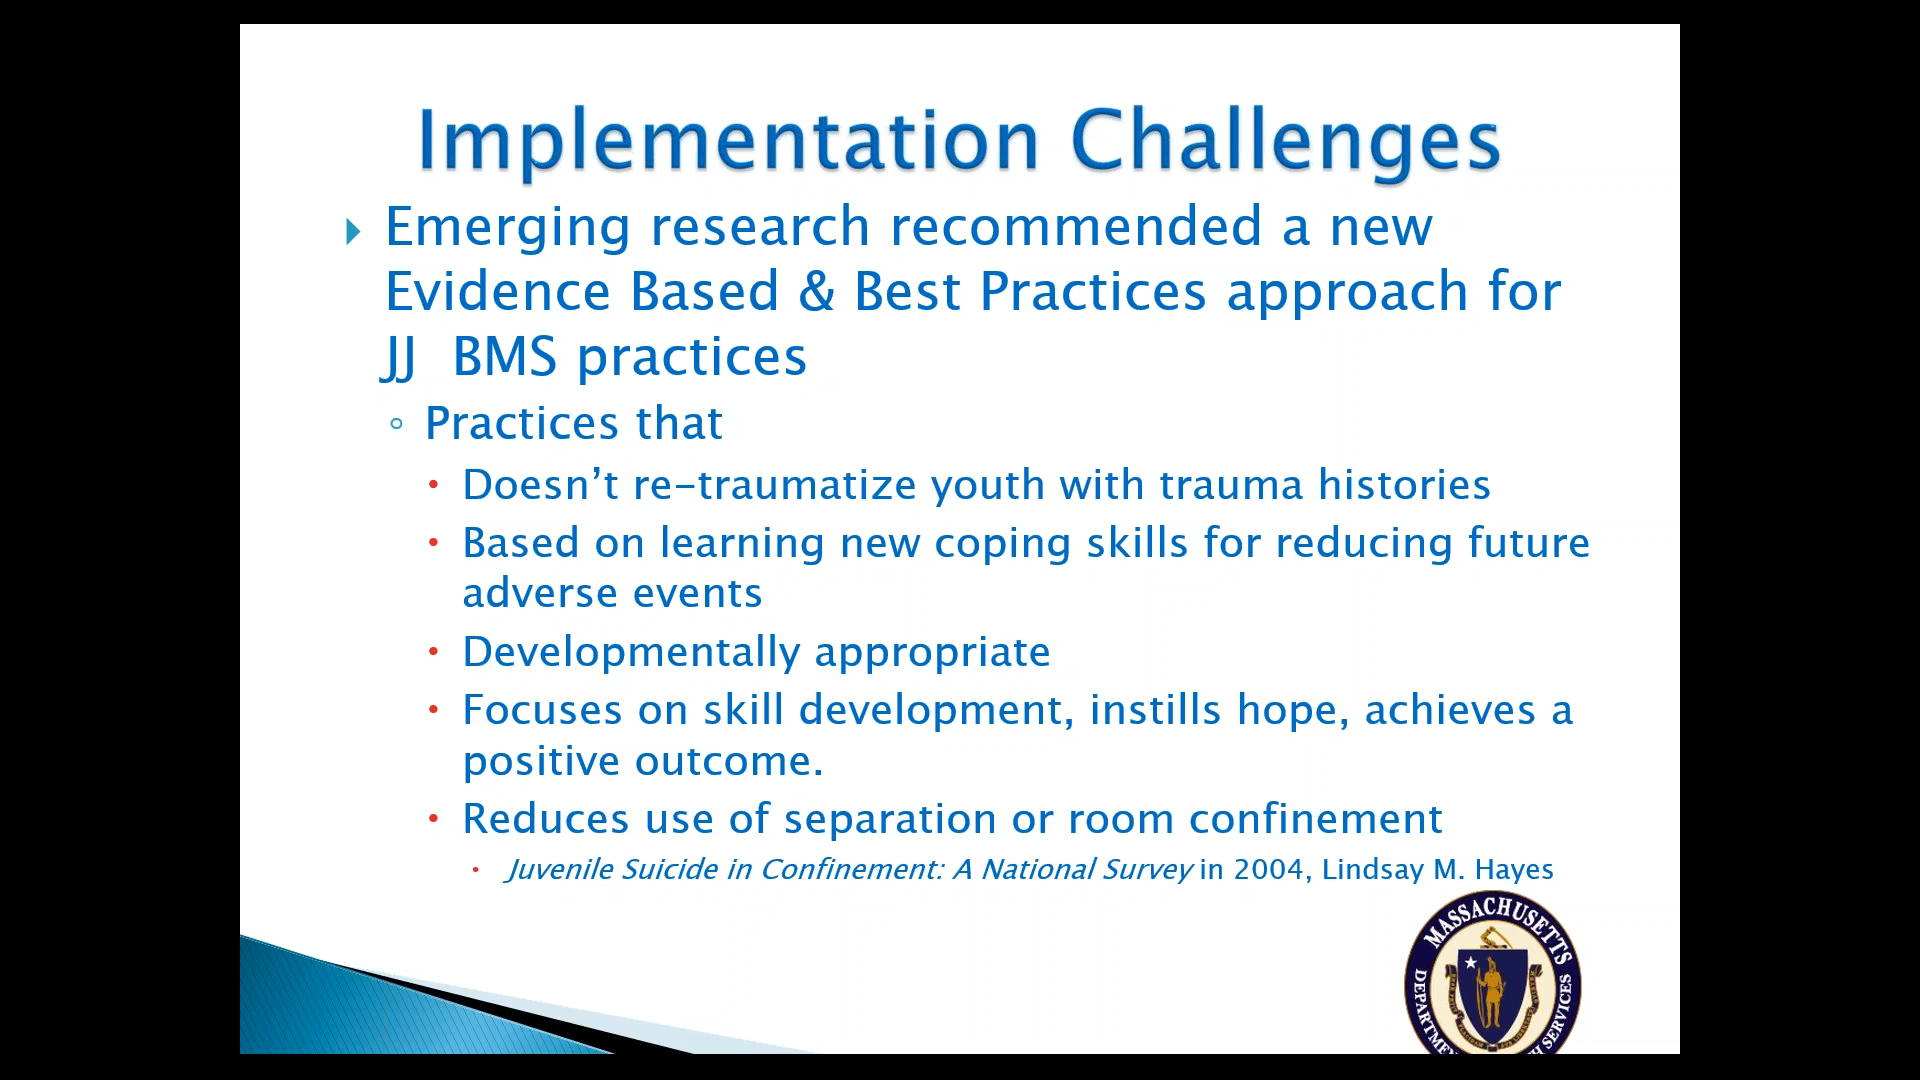 Implementation Challenges
Emerging research recommended a new
Evidence Based & Best Practices approach for
JJ  BMS practices
Practices that
Doesn’t re-traumatize youth with trauma histories
Based on learning new coping skills for reducing future
adverse events
Developmentally appropriate
Focuses on skill development, instills hope, achieves a
positive outcome.
Reduces use of separation or room confinement
Juvenile Suicide in Confinement: A National Survey in 2004, Lindsay M. Hayes
MASSACHUSETTS
SERVICES